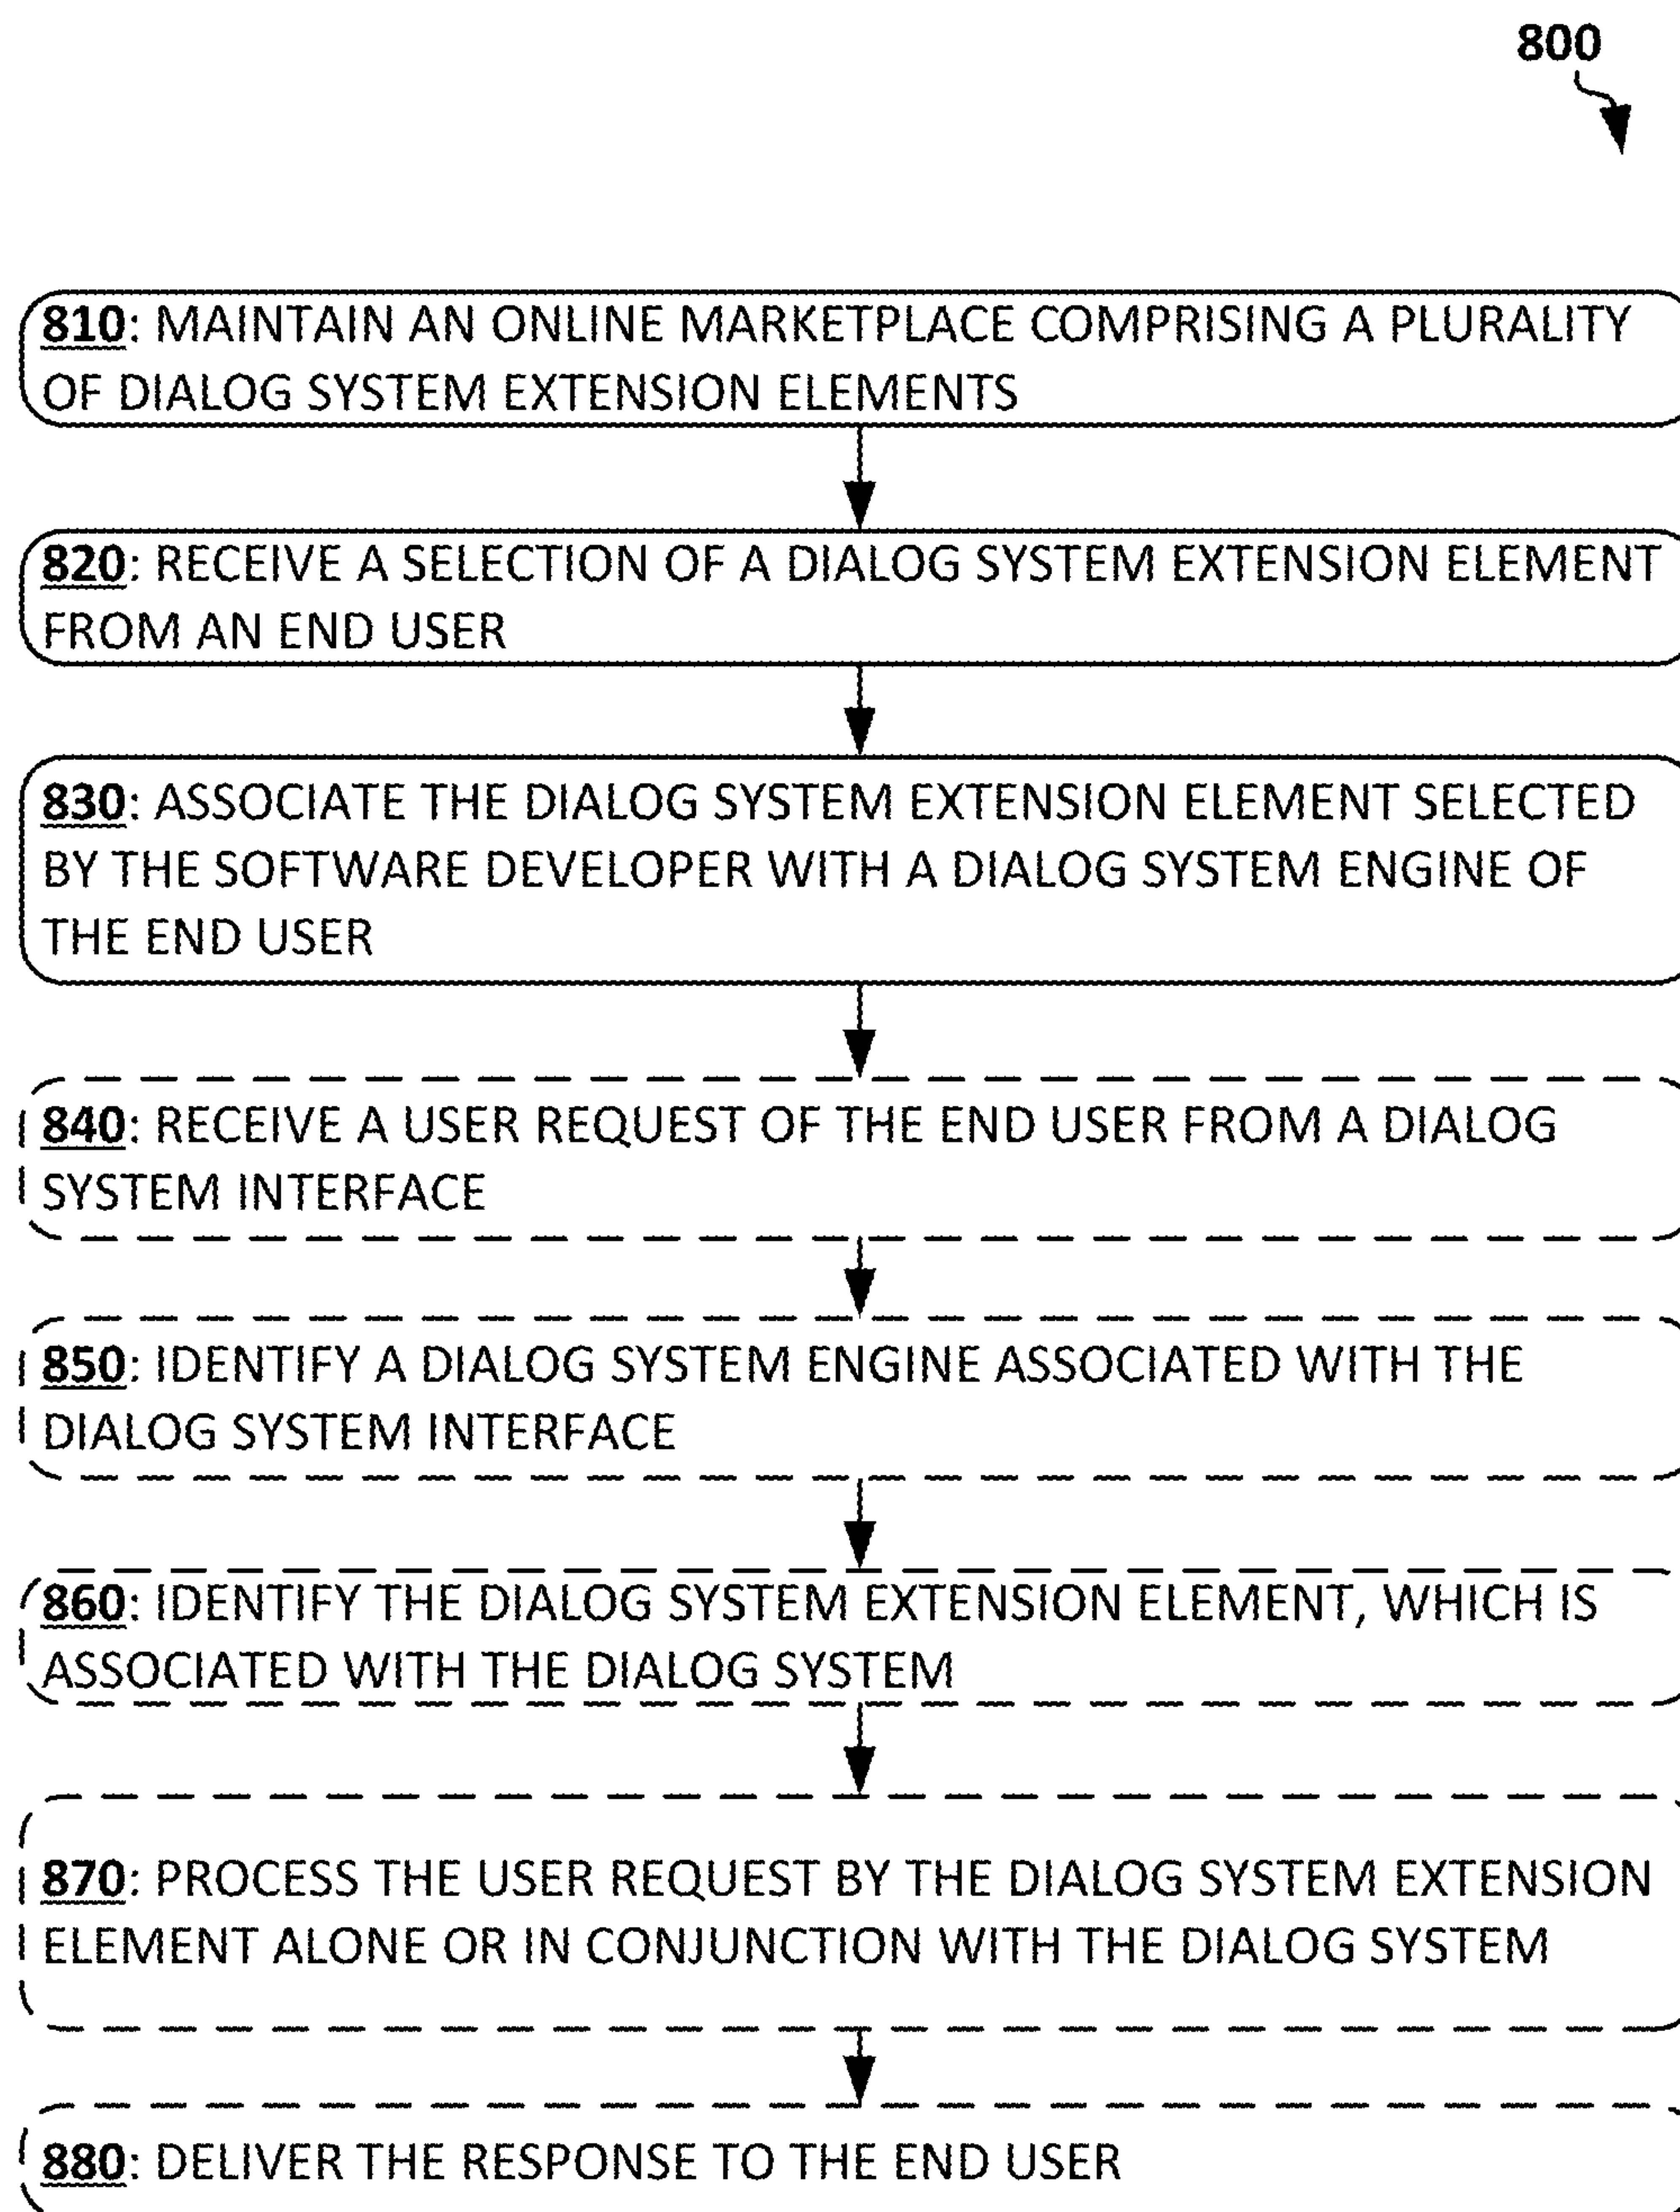 800
810: MAINTAIN AN ONLINE MARKETPLACE COMPRISING A PLURALITY
OF DIALOG SYSTEM EXTENSION ELEMENTS
820: RECEIVE A SELECTION OF A DIALOG SYSTEM EXTENSION ELEMENT
FROM AN END USER
830: ASSOCIATE THE DIALOG SYSTEM EXTENSION ELEMENT SELECTED
BY THE SOFTWARE DEVELOPER WITH A DIALOG SYSTEM ENGINE OF
THE END USER
840: RECEIVE A USER REQUEST OF THE END USER FROM A DIALOG
SYSTEM INTERFACE
850: IDENTIFY A DIALOG SYSTEM ENGINE ASSOCIATED WITH THE
DIALOG SYSTEM INTERFACE
860: IDENTIFY THE DIALOG SYSTEM EXTENSION ELEMENT, WHICH IS
ASSOCIATED WITH THE DIALOG SYSTEM
870: PROCESS THE USER REQUEST BY THE DIALOG SYSTEM EXTENSION
ELEMENT ALONE OR IN CONJUNCTION WITH THE DIALOG SYSTEM
880: DELIVER THE RESPONSE TO THE END USER